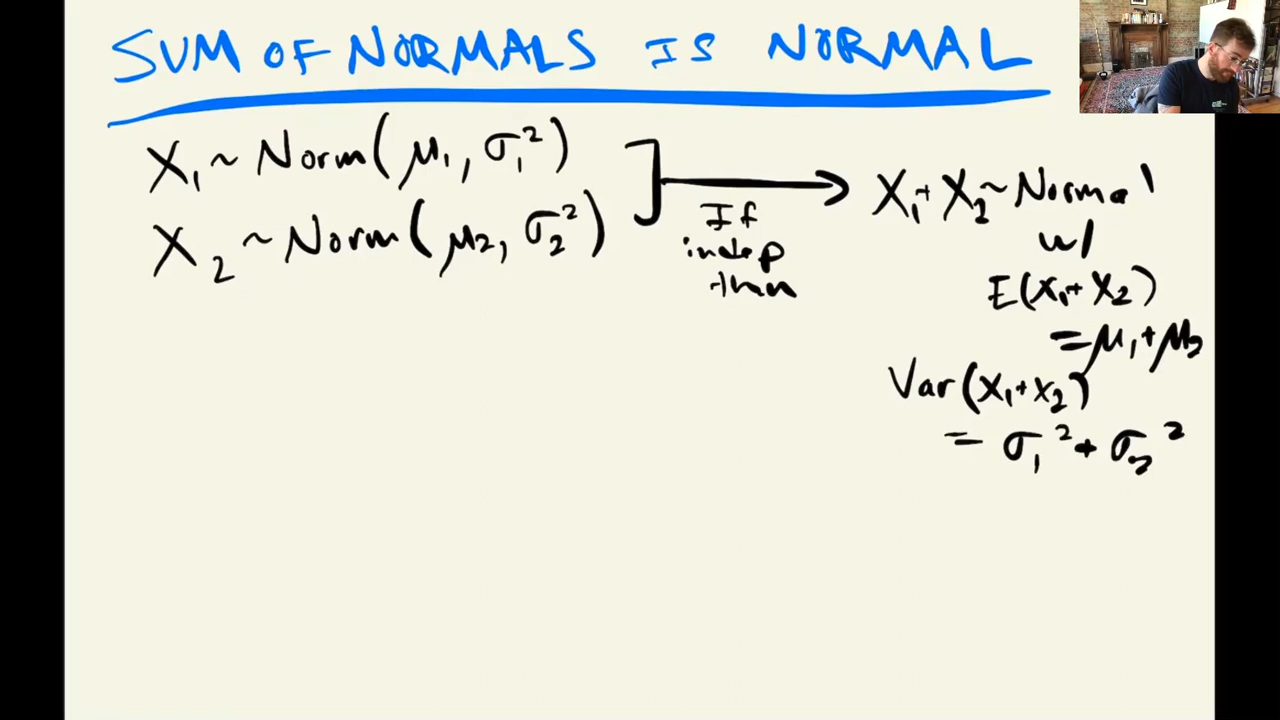 SUM OF NORMALS IS NORMAL
X₁ ~ Norm(μ₁, σ₁²)
X₂ ~ Norm(μ₂, σ₂²)
If
indep
then
X₁ + X₂ ~ Normal
w/
E(X₁ + X₂)
= μ₁ + μ₂
Var(X₁ + X₂)
= σ₁² + σ₂²